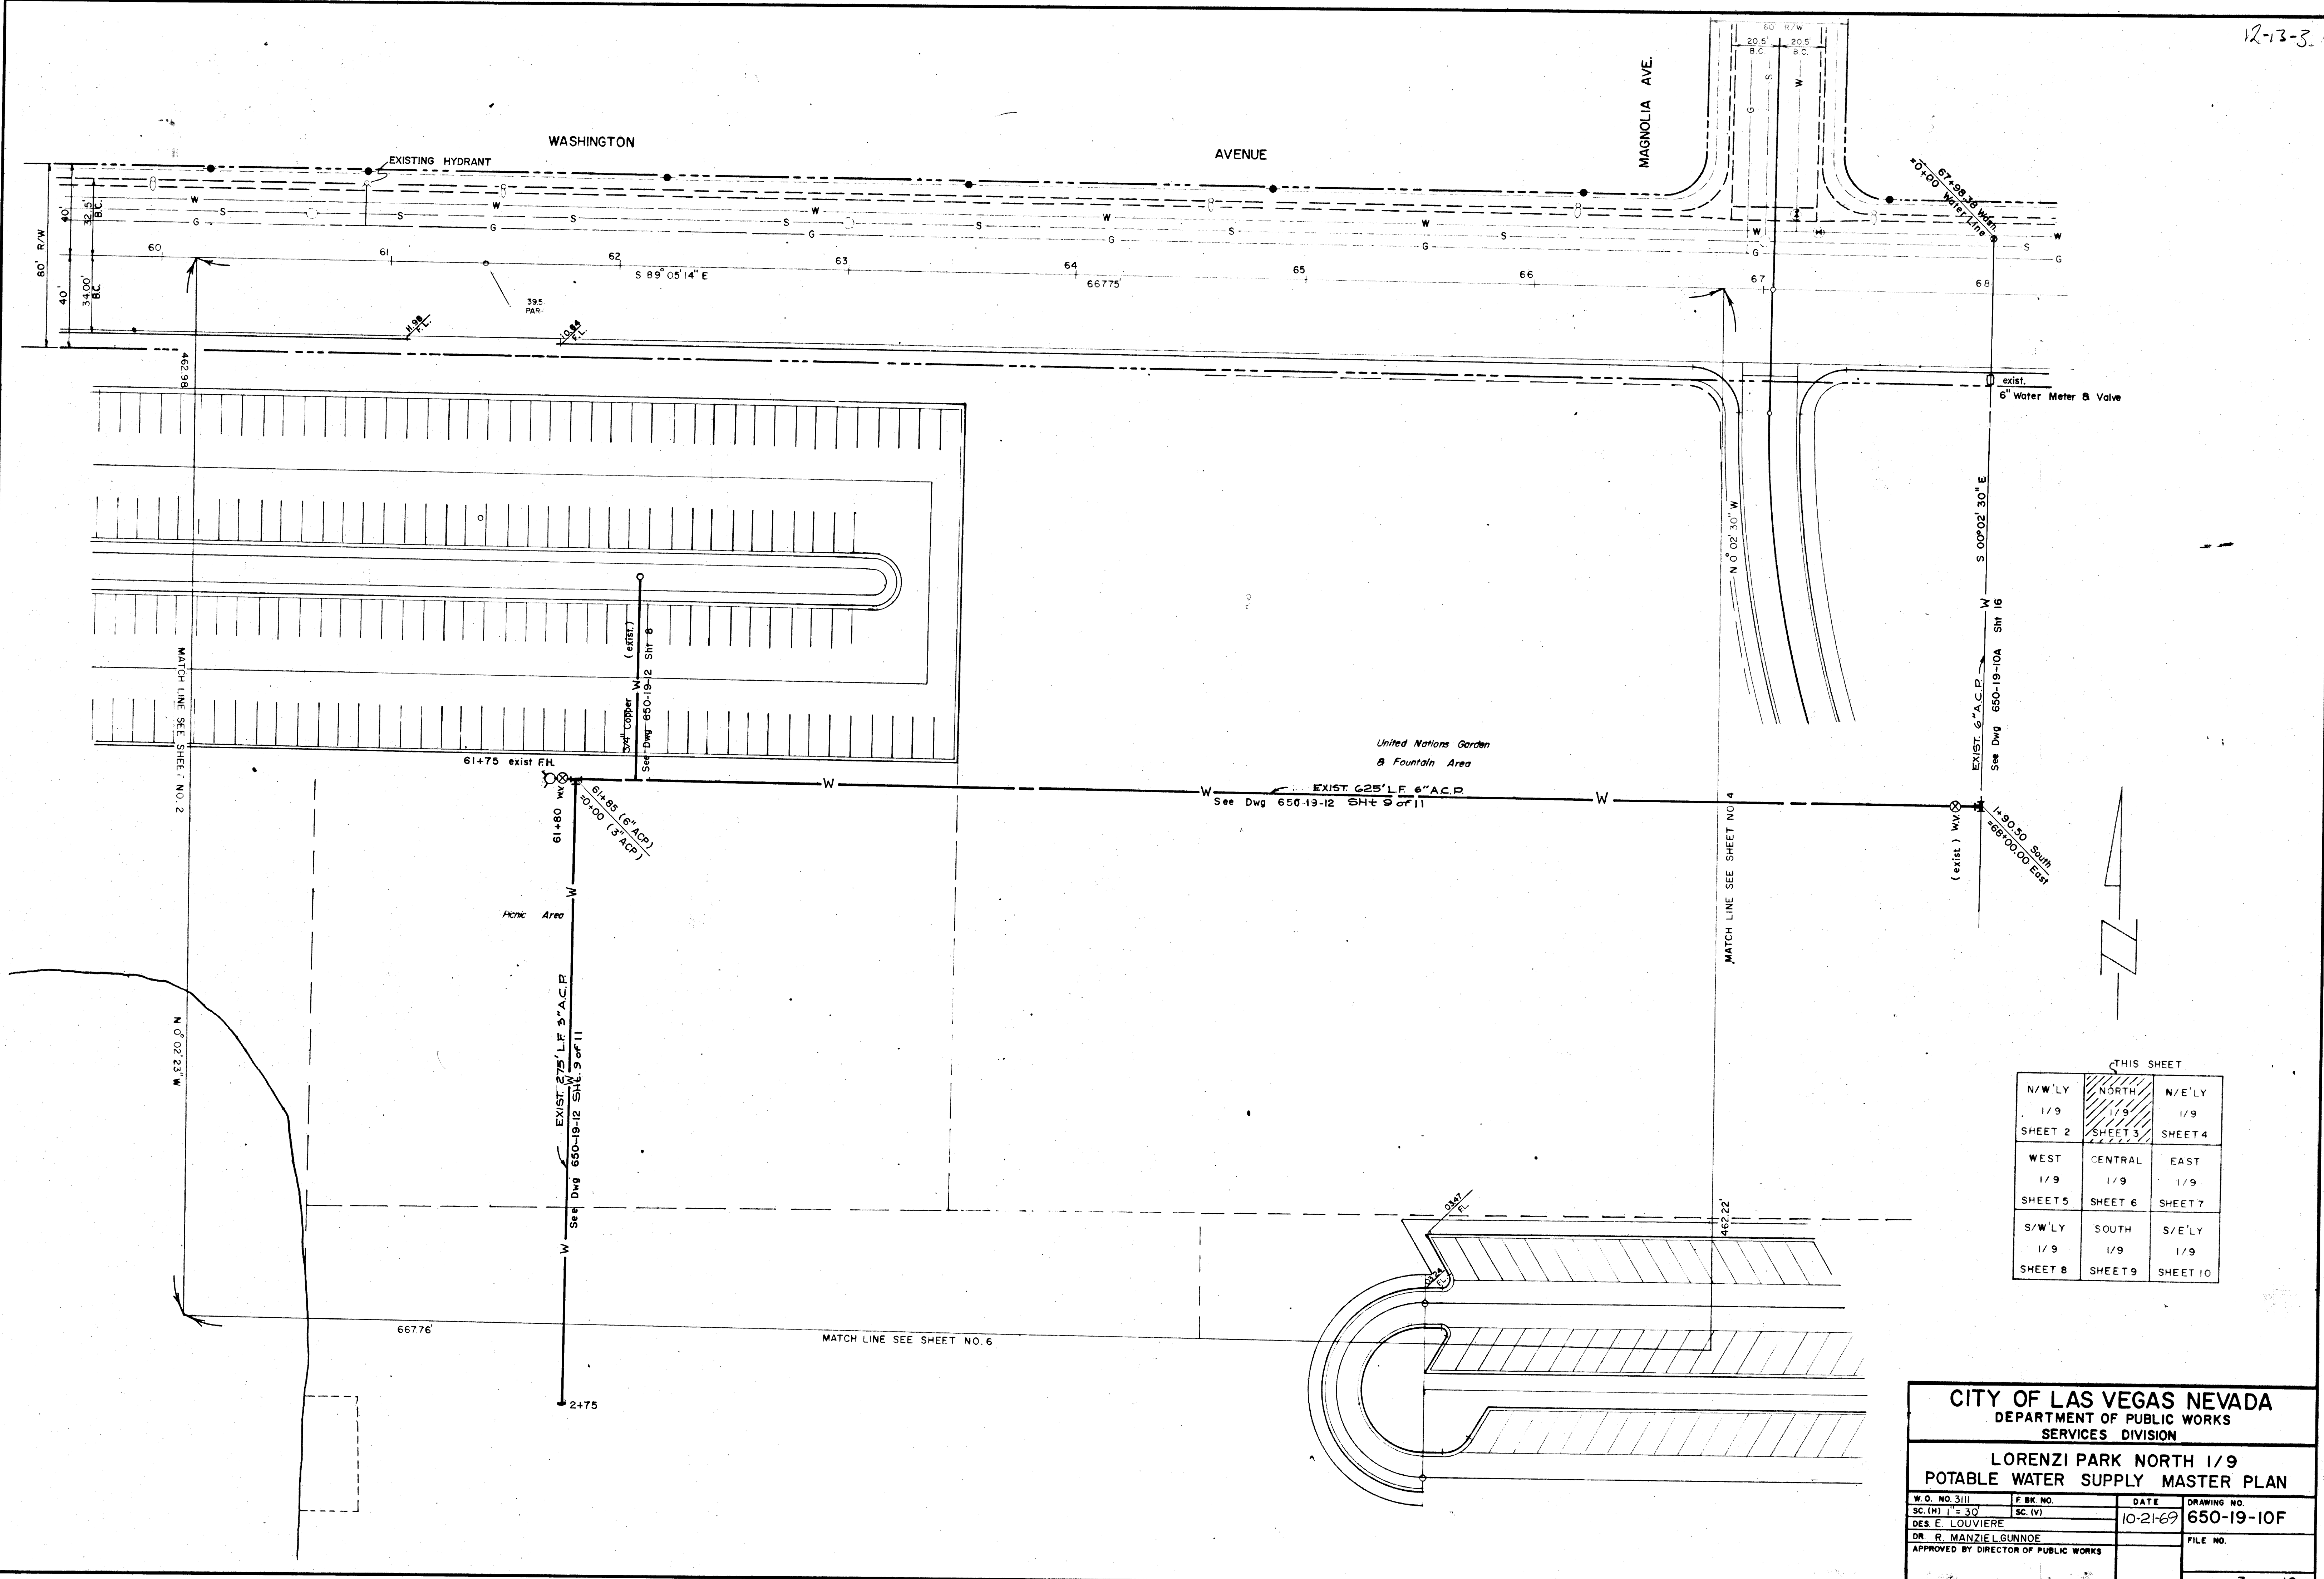 12-13-3
60' R/W
20.5' 20.5'
B.C. B.C.
MAGNOLIA AVE.
S
W
G
WASHINGTON AVENUE
EXISTING HYDRANT
67+98.38 Wash.
=0+00 Water Line
80' R/W
40'
32.5'
B.C.
40'
34.00'
B.C.
W W W W W W W
S S S S S S S
G G G G G G
60 61 62 63 64 65 66 67 68
S 89° 05' 14" E
667.75'
39.5
PAR.
11.98
F.L.
10.84
F.L.
462.98
exist.
6" Water Meter & Valve
MATCH LINE SEE SHEET NO. 2
N 0° 02' 23" W
(exist.)
3/4" Copper
W
See Dwg 650-19-12 Sht 8
N 0° 02' 30" W
S 00° 02' 30" E
W
EXIST. 6" A.C.P.
See Dwg 650-19-10A Sht 16
United Nations Garden
& Fountain Area
61+75 exist F.H.
61+80 W.V.
61+85 (6" ACP)
=0+00 (3" ACP)
W W W
EXIST. 625' L.F. 6" A.C.P.
See Dwg 650-19-12 SHt 9 of 11
(exist.) W.V.
1+90.50 South
=68+00.00 East
MATCH LINE SEE SHEET NO 4
Picnic Area
W
EXIST. 275' L.F. 3" A.C.P.
W
See Dwg 650-19-12 SHt. 9 of 11
W
THIS SHEET
N/W'LY NORTH N/E'LY
1/9 1/9 1/9
SHEET 2 SHEET 3 SHEET 4
WEST CENTRAL EAST
1/9 1/9 1/9
SHEET 5 SHEET 6 SHEET 7
S/W'LY SOUTH S/E'LY
1/9 1/9 1/9
SHEET 8 SHEET 9 SHEET 10
462.22'
667.76'
MATCH LINE SEE SHEET NO. 6
2+75
CITY OF LAS VEGAS NEVADA
DEPARTMENT OF PUBLIC WORKS
SERVICES DIVISION
LORENZI PARK NORTH 1/9
POTABLE WATER SUPPLY MASTER PLAN
W. O. NO. 3111 F. BK. NO. DATE DRAWING NO.
SC. (H) 1" = 30' SC. (V) 10-21-69 650-19-10F
DES. E. LOUVIERE
DR. R. MANZIE L.GUNNOE FILE NO.
APPROVED BY DIRECTOR OF PUBLIC WORKS